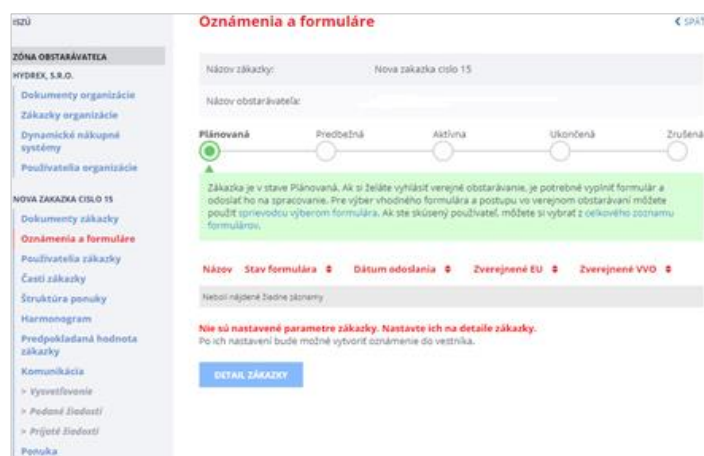 ISZÚ
ZÓNA OBSTARÁVATEĽA
HYDREX, S.R.O.
Dokumenty organizácie
Zákazky organizácie
Dynamické nákupné
systémy
Používatelia organizácie
NOVA ZAKAZKA CISLO 15
Dokumenty zákazky
Oznámenia a formuláre
Používatelia zákazky
Časti zákazky
Štruktúra ponuky
Harmonogram
Predpokladaná hodnota
zákazky
Komunikácia
> Vysvetľovanie
> Podané žiadosti
> Prijaté žiadosti
Ponuka
Oznámenia a formuláre
SPÄŤ
Názov zákazky: Nova zakazka cislo 15
Názov obstarávateľa:
Plánovaná Predbežná Aktívna Ukončená Zrušená
Zákazka je v stave Plánovaná. Ak si želáte vyhlásiť verejné obstarávanie, je potrebné vyplniť formulár a
odoslať ho na spracovanie. Pre výber vhodného formulára a postupu vo verejnom obstarávaní môžete
použiť sprievodcu výberom formulára. Ak ste skúsený používateľ, môžete si vybrať z celkového zoznamu
formulárov.
Názov Stav formulára Dátum odoslania Zverejnené EU Zverejnené VVO
Neboli nájdené žiadne záznamy
Nie sú nastavené parametre zákazky. Nastavte ich na detaile zákazky.
Po ich nastavení bude možné vytvoriť oznámenie do vestníka.
DETAIL ZÁKAZKY